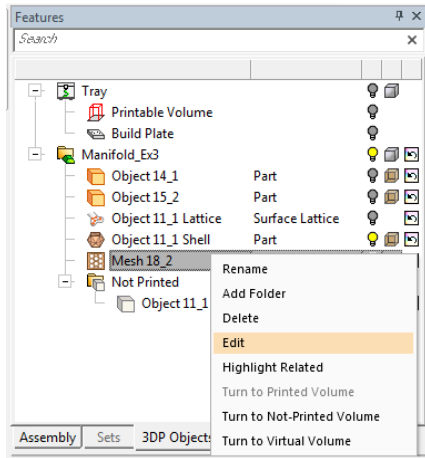 Features
Search
Tray
Printable Volume
Build Plate
Manifold_Ex3
Object 14_1 Part
Object 15_2 Part
Object 11_1 Lattice Surface Lattice
Object 11_1 Shell Part
Mesh 18_2
Not Printed
Object 11_1
Rename
Add Folder
Delete
Edit
Highlight Related
Turn to Printed Volume
Turn to Not-Printed Volume
Turn to Virtual Volume
Assembly Sets 3DP Objects